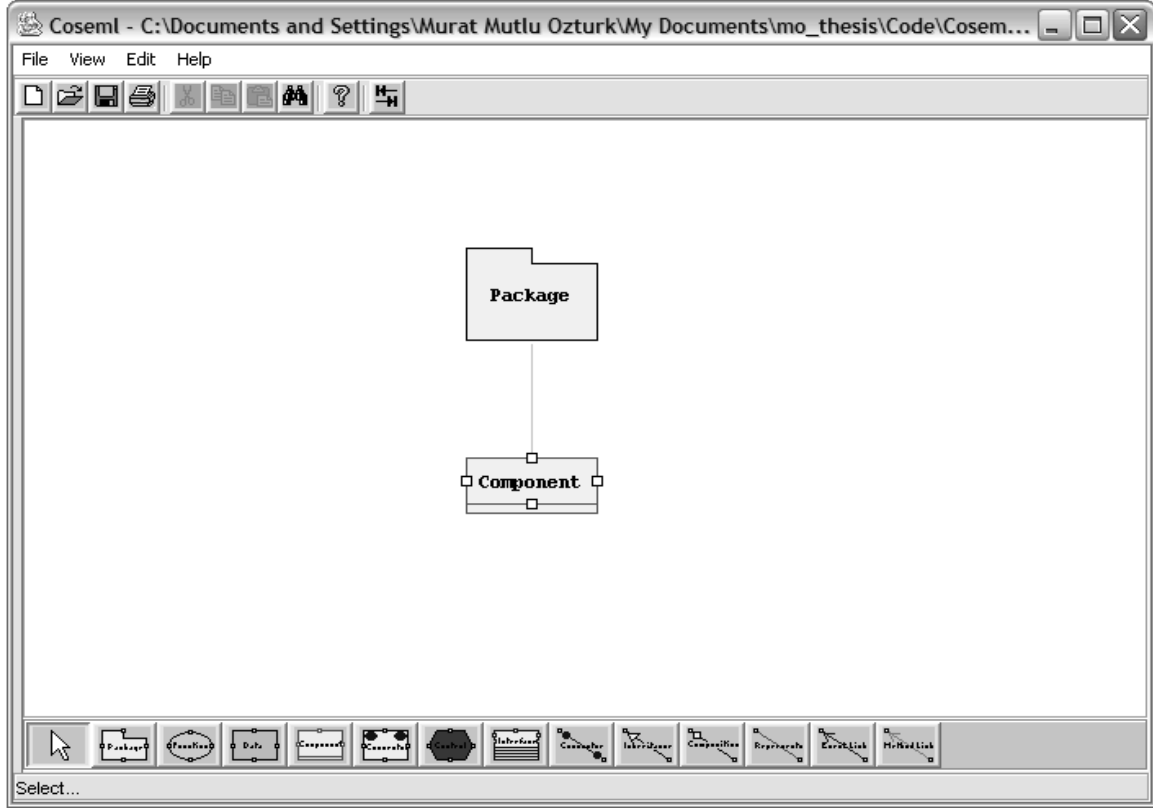 Coseml - C:\Documents and Settings\Murat Mutlu Ozturk\My Documents\mo_thesis\Code\Cosem...
File View Edit Help
Package
Component
Package Function Data Component Control Interface Connector Inheritance Composition Represents Event Link Method Link
Select...